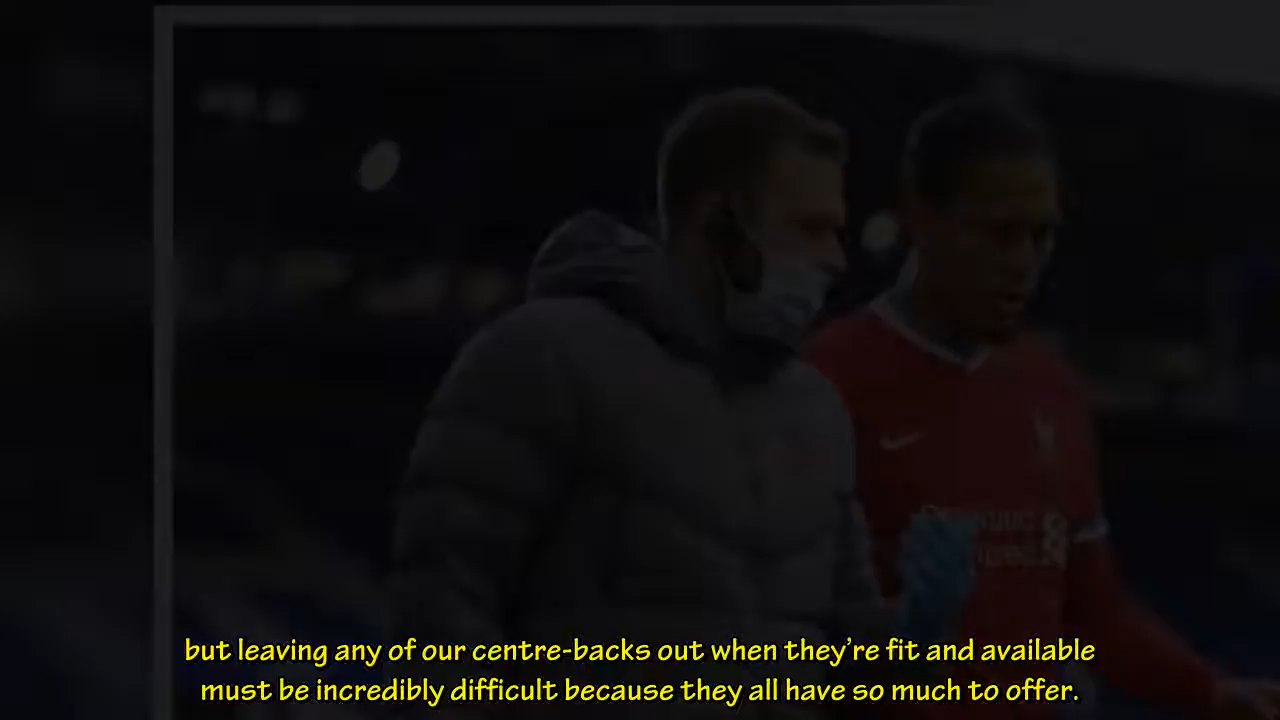 but leaving any of our centre-backs out when they're fit and available
must be incredibly difficult because they all have so much to offer.